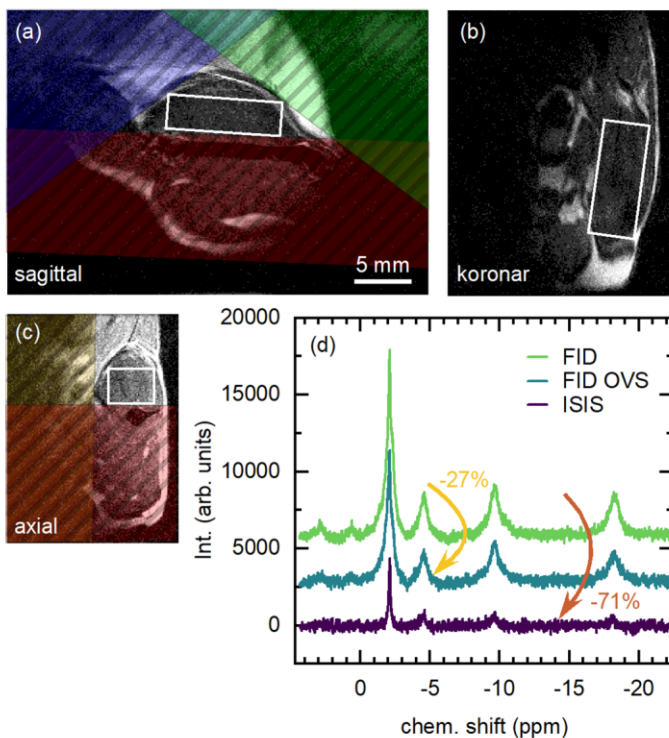 (a)
sagittal
5 mm
(b)
koronar
(c)
axial
(d)
FID
FID OVS
ISIS
-27%
-71%
20000
17500
10000
5000
0
Int. (arb. units)
0
-5
-10
-15
-20
chem. shift (ppm)